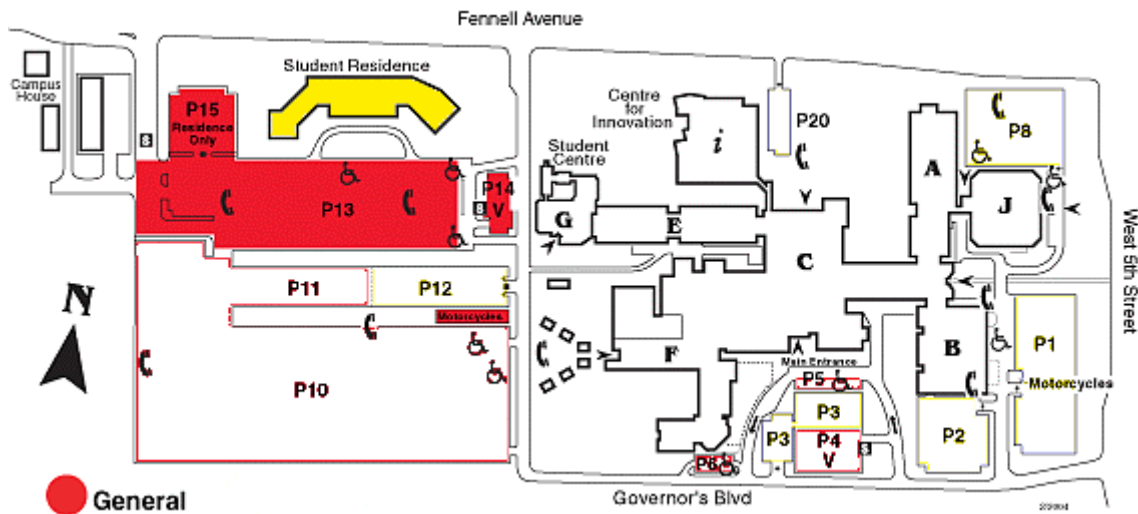 Fennell Avenue
Campus
House
Student Residence
P15
Residence
Only
Centre
for
Innovation
i
P20
A
P8
Student
Centre
P14
V
P13
G
E
J
C
West 5th Street
P11
P12
Motorcycles
N
F
B
P1
Main Entrance
Motorcycles
P10
P5
P3
P3
P4
V
P2
P6
General
Governor's Blvd